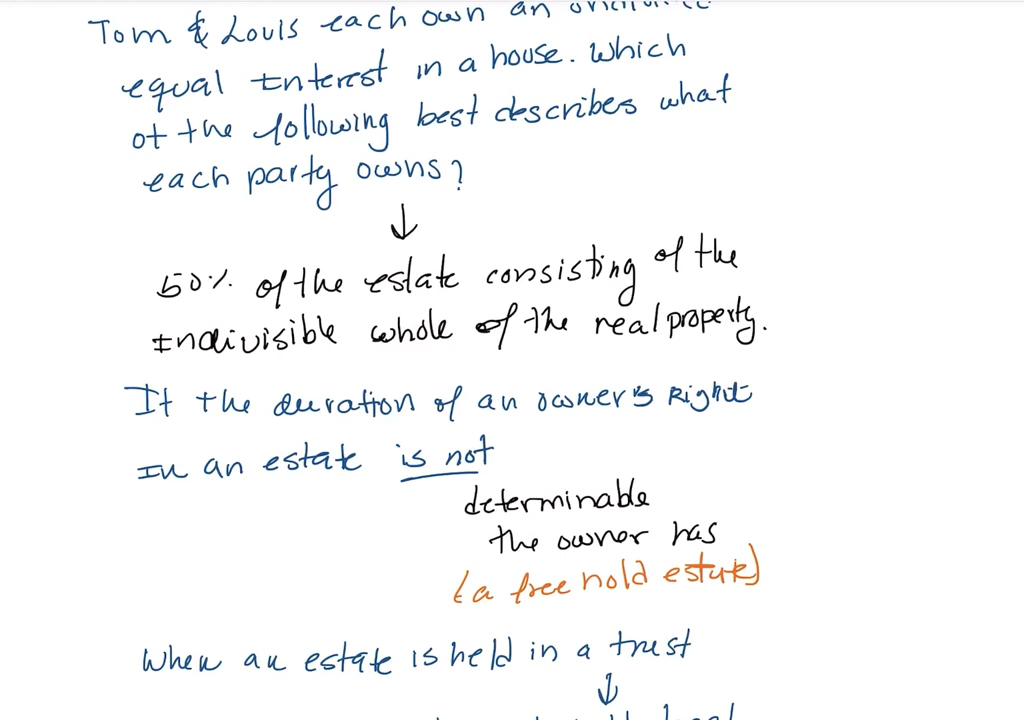 Tom & Louis each own an
equal Interest in a house. Which
of the following best describes what
each party owns?
↓
50% of the estate consisting of the
Indivisible whole of the real property.
If the duration of an owner's Right
In an estate is not
determinable
the owner has
(a free hold estate)
When an estate is held in a trust
↓